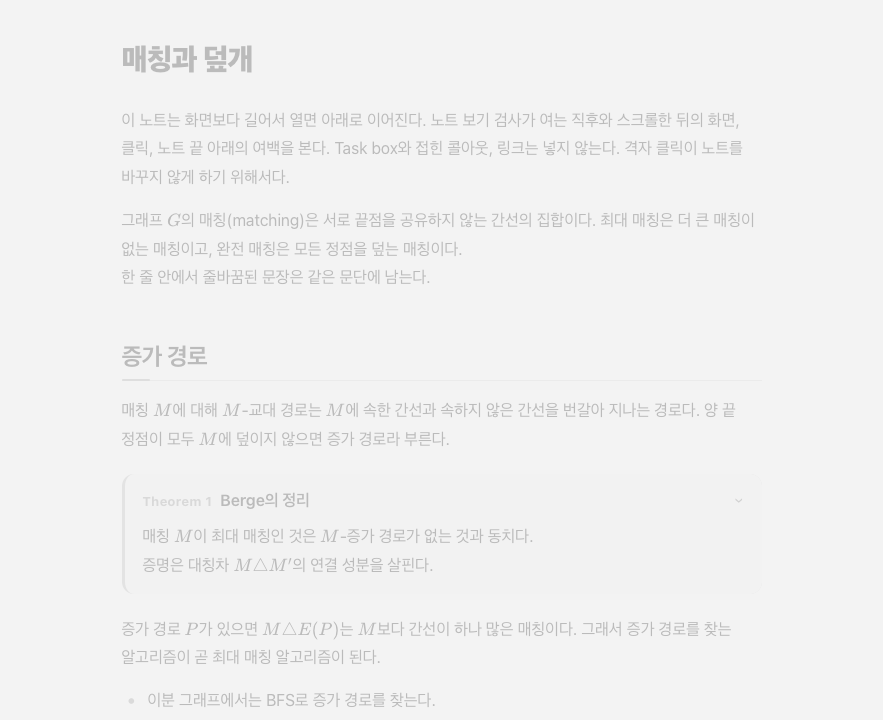 매칭과 덮개
이 노트는 화면보다 길어서 열면 아래로 이어진다. 노트 보기 검사가 여는 직후와 스크롤한 뒤의 화면,
클릭, 노트 끝 아래의 여백을 본다. Task box와 접힌 콜아웃, 링크는 넣지 않는다. 격자 클릭이 노트를
바꾸지 않게 하기 위해서다.
그래프 G의 매칭(matching)은 서로 끝점을 공유하지 않는 간선의 집합이다. 최대 매칭은 더 큰 매칭이
없는 매칭이고, 완전 매칭은 모든 정점을 덮는 매칭이다.
한 줄 안에서 줄바꿈된 문장은 같은 문단에 남는다.
증가 경로
매칭 M에 대해 M-교대 경로는 M에 속한 간선과 속하지 않은 간선을 번갈아 지나는 경로다. 양 끝
정점이 모두 M에 덮이지 않으면 증가 경로라 부른다.
Theorem 1 Berge의 정리
매칭 M이 최대 매칭인 것은 M-증가 경로가 없는 것과 동치다.
증명은 대칭차 M△M′의 연결 성분을 살핀다.
증가 경로 P가 있으면 M△E(P)는 M보다 간선이 하나 많은 매칭이다. 그래서 증가 경로를 찾는
알고리즘이 곧 최대 매칭 알고리즘이 된다.
• 이분 그래프에서는 BFS로 증가 경로를 찾는다.